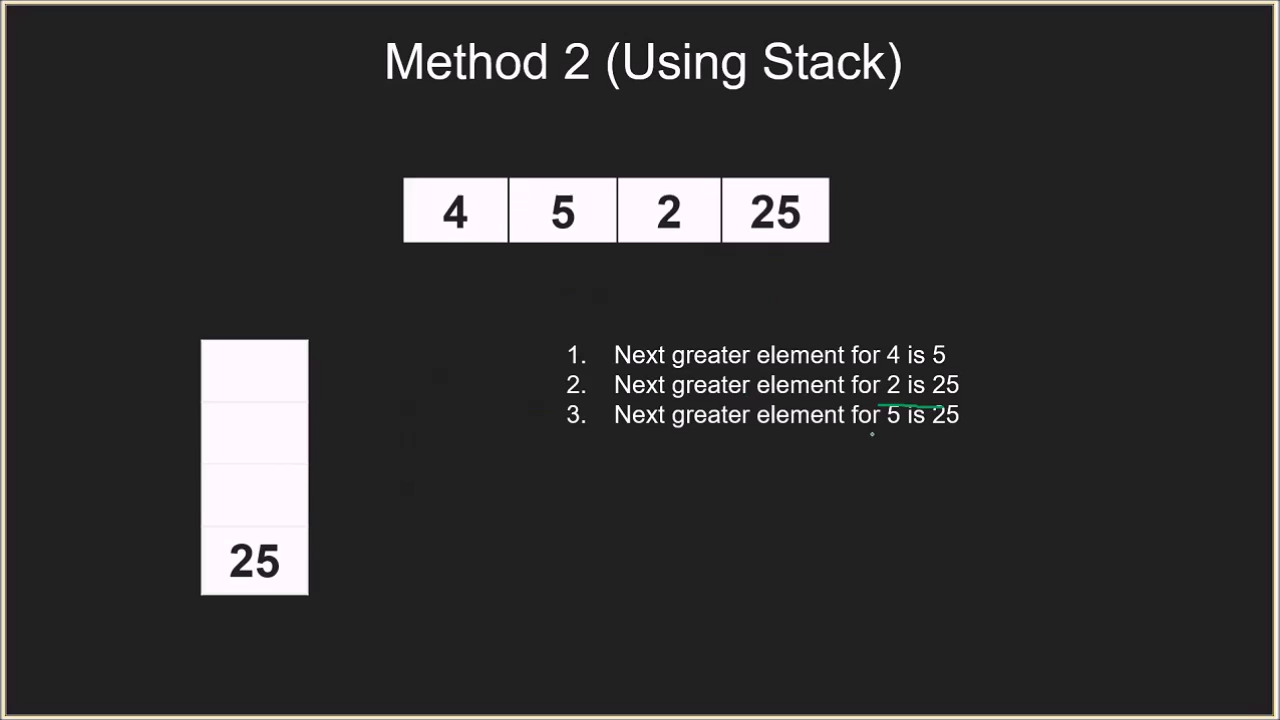 Method 2 (Using Stack)
4 5 2 25
1. Next greater element for 4 is 5
2. Next greater element for 2 is 25
3. Next greater element for 5 is 25
25